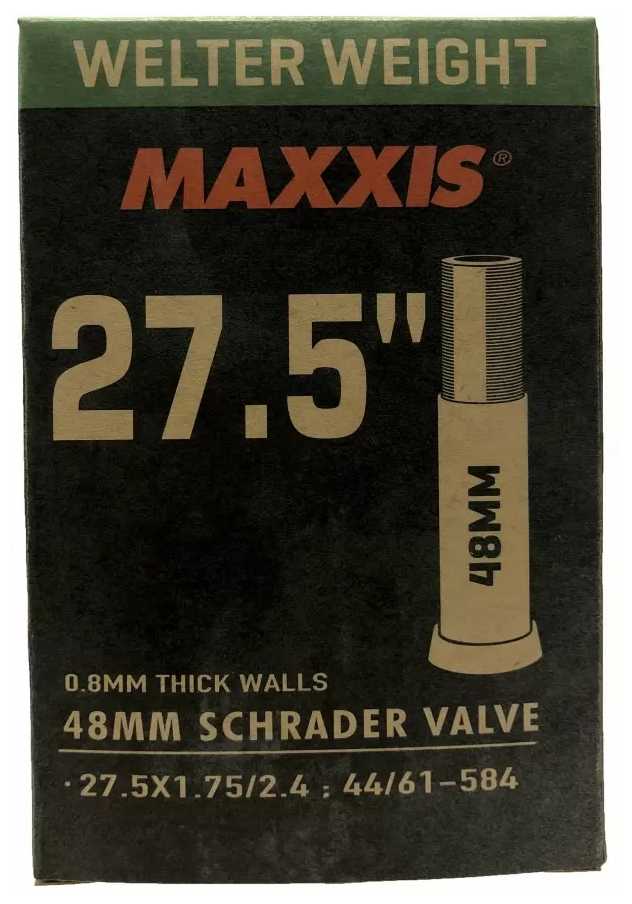 WELTER WEIGHT
MAXXIS®
27.5"
48MM
0.8MM THICK WALLS
48MM SCHRADER VALVE
·27.5X1.75/2.4 ; 44/61-584